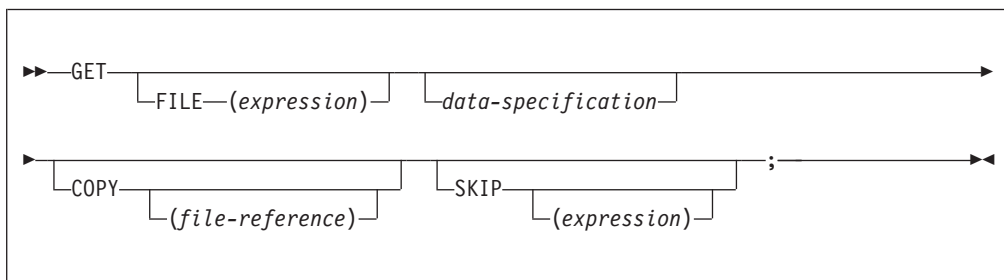 GET
FILE (expression)
data-specification
COPY
(file-reference)
SKIP
(expression)
;